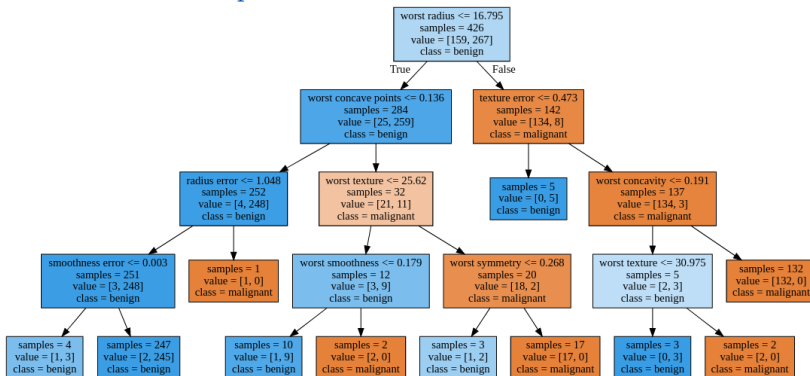 worst radius <= 16.795
samples = 426
value = [159, 267]
class = benign
True
False
worst concave points <= 0.136
samples = 284
value = [25, 259]
class = benign
texture error <= 0.473
samples = 142
value = [134, 8]
class = malignant
radius error <= 1.048
samples = 252
value = [4, 248]
class = benign
worst texture <= 25.62
samples = 32
value = [21, 11]
class = malignant
samples = 5
value = [0, 5]
class = benign
worst concavity <= 0.191
samples = 137
value = [134, 3]
class = malignant
smoothness error <= 0.003
samples = 251
value = [3, 248]
class = benign
samples = 1
value = [1, 0]
class = malignant
worst smoothness <= 0.179
samples = 12
value = [3, 9]
class = benign
worst symmetry <= 0.268
samples = 20
value = [18, 2]
class = malignant
worst texture <= 30.975
samples = 5
value = [2, 3]
class = benign
samples = 132
value = [132, 0]
class = malignant
samples = 4
value = [1, 3]
class = benign
samples = 247
value = [2, 245]
class = benign
samples = 10
value = [1, 9]
class = benign
samples = 2
value = [2, 0]
class = malignant
samples = 3
value = [1, 2]
class = benign
samples = 17
value = [17, 0]
class = malignant
samples = 3
value = [0, 3]
class = benign
samples = 2
value = [2, 0]
class = malignant